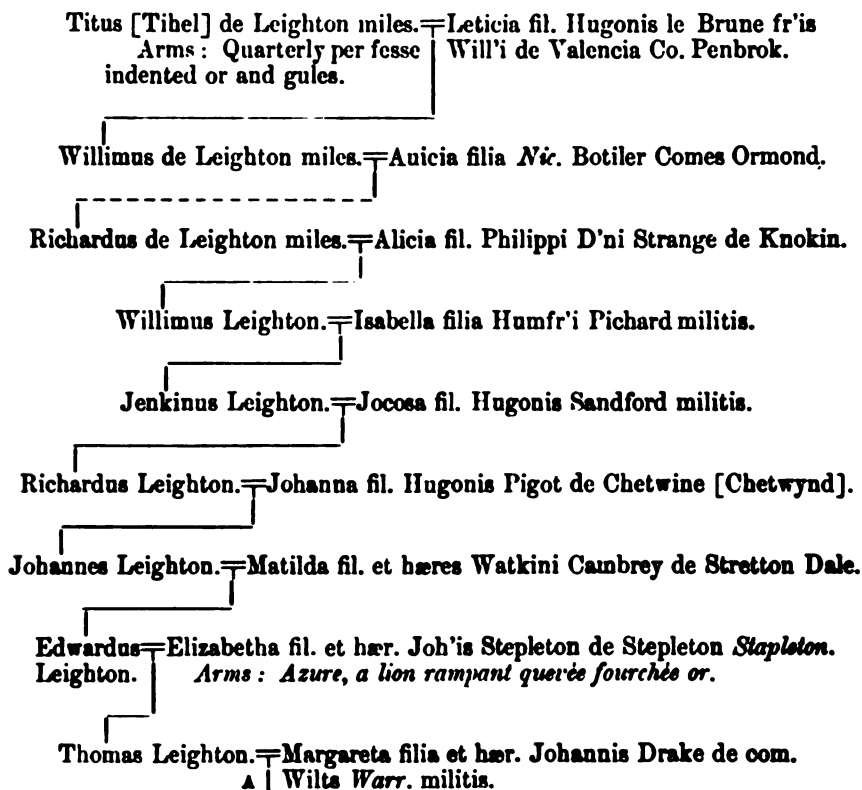 Titus [Tihel] de Leighton miles.=Leticia fil. Hugonis le Brune fr'is
Arms: Quarterly per fesse Will'i de Valencia Co. Penbrok.
indented or and gules.
Willimus de Leighton miles.=Auicia filia Nic. Botiler Comes Ormond.
Richardus de Leighton miles.=Alicia fil. Philippi D'ni Strange de Knokin.
Willimus Leighton.=Isabella filia Humfr'i Pichard militis.
Jenkinus Leighton.=Jocosa fil. Hugonis Sandford militis.
Richardus Leighton.=Johanna fil. Hugonis Pigot de Chetwine [Chetwynd].
Johannes Leighton.=Matilda fil. et hæres Watkini Cambrey de Stretton Dale.
Edwardus=Elizabetha fil. et hær. Joh'is Stepleton de Stepleton Stapleton.
Leighton. Arms: Azure, a lion rampant querée fourchée or.
Thomas Leighton.=Margareta filia et hær. Johannis Drake de com.
A Wilts Warr. militis.